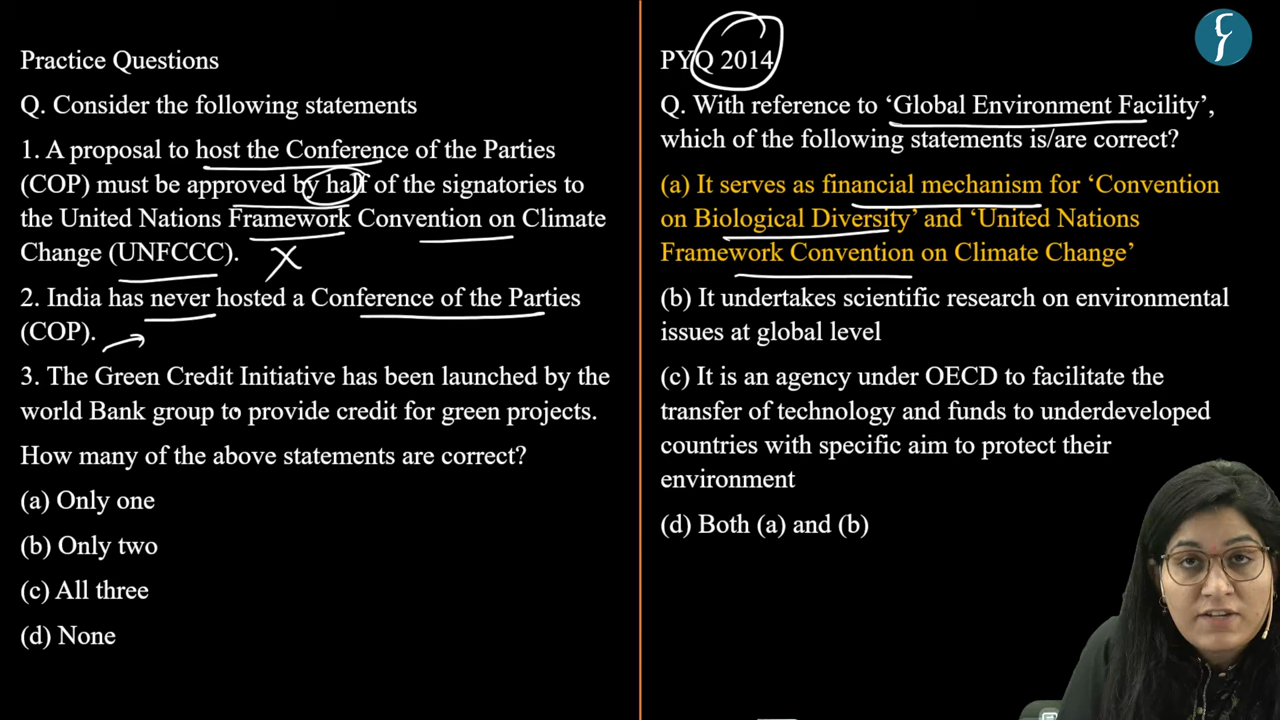 Practice Questions
Q. Consider the following statements
1. A proposal to host the Conference of the Parties
(COP) must be approved by half of the signatories to
the United Nations Framework Convention on Climate
Change (UNFCCC).
2. India has never hosted a Conference of the Parties
(COP).
3. The Green Credit Initiative has been launched by the
world Bank group to provide credit for green projects.
How many of the above statements are correct?
(a) Only one
(b) Only two
(c) All three
(d) None
PYQ 2014
Q. With reference to ‘Global Environment Facility’,
which of the following statements is/are correct?
(a) It serves as financial mechanism for ‘Convention
on Biological Diversity’ and ‘United Nations
Framework Convention on Climate Change’
(b) It undertakes scientific research on environmental
issues at global level
(c) It is an agency under OECD to facilitate the
transfer of technology and funds to underdeveloped
countries with specific aim to protect their
environment
(d) Both (a) and (b)